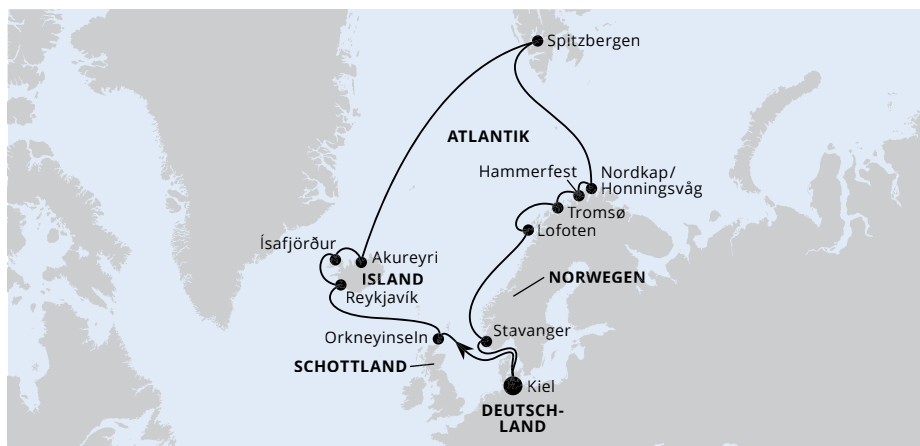 Spitzbergen
ATLANTIK
Hammerfest
Nordkap/
Honningsvåg
Tromsø
Lofoten
Ísafjörður
Akureyri
ISLAND
NORWEGEN
Reykjavík
Orkneyinseln
Stavanger
SCHOTTLAND
Kiel
DEUTSCH-
LAND